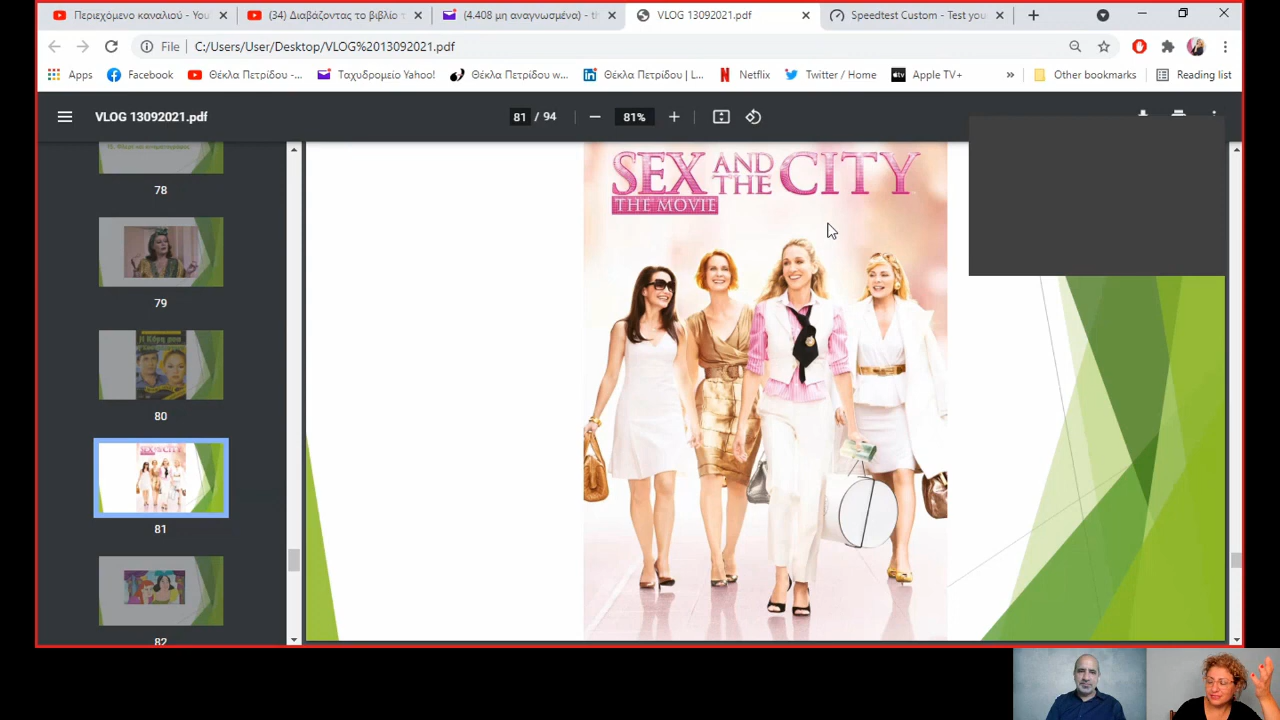 Περιεχόμενο καναλιού - You
(34) Διαβάζοντας το βιβλίο τ
(4.408 μη αναγνωσμένα) - th
VLOG 13092021.pdf
Speedtest Custom - Test you
File
C:/Users/User/Desktop/VLOG%2013092021.pdf
Apps
Facebook
Θέκλα Πετρίδου -...
Ταχυδρομείο Yahoo!
Θέκλα Πετρίδου w...
Θέκλα Πετρίδου | L...
Netflix
Twitter / Home
Apple TV+
Other bookmarks
Reading list
VLOG 13092021.pdf
81 / 94
81%
78
79
Η Κόρη μου
80
81
82
SEX AND THE CITY
THE MOVIE